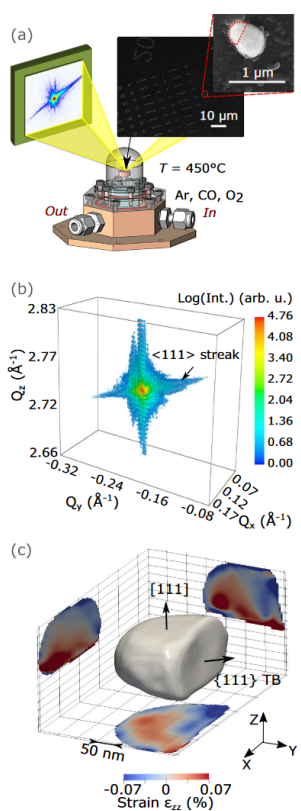 (a)
1 µm
10 µm
T = 450°C
Ar, CO, O2
Out
In
(b)
Log(Int.) (arb. u.)
2.83
2.77
2.72
2.66
Qz (Å-1)
<111> streak
4.76
4.08
3.40
2.72
2.04
1.36
0.68
0.00
-0.32
-0.24
-0.16
-0.08
Qy (Å-1)
0.07
0.12
0.17
Qx (Å-1)
(c)
[111]
{111} TB
50 nm
Z
Y
X
-0.07 0.07
Strain εzz (%)